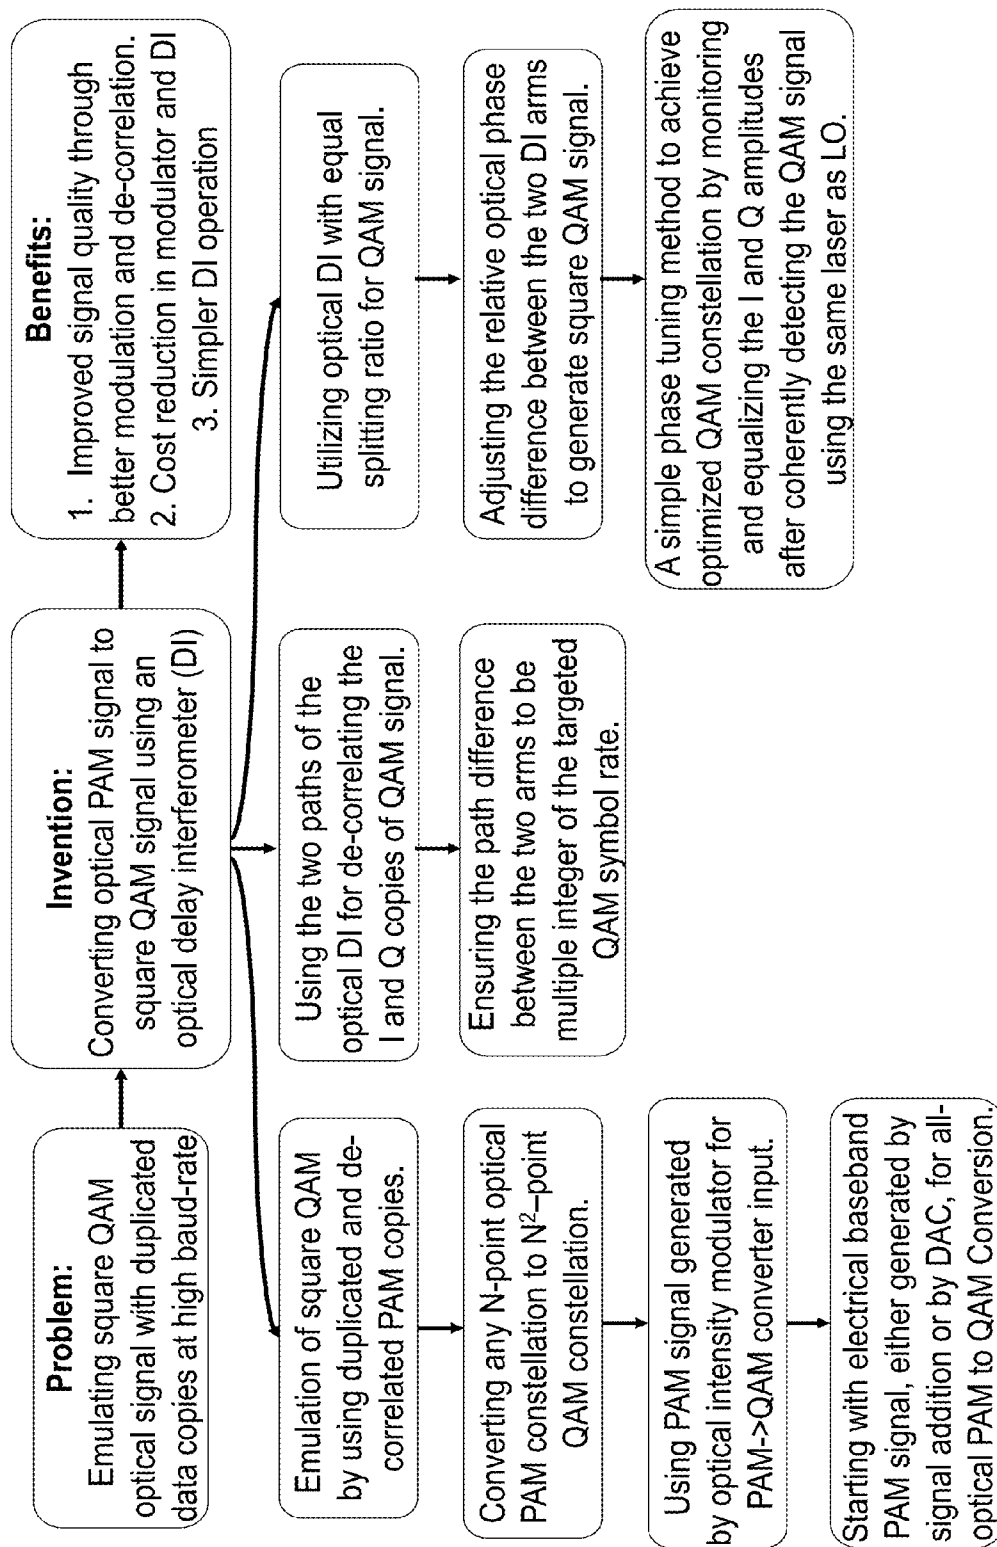 Problem:
Emulating square QAM
optical signal with duplicated
data copies at high baud-rate
Invention:
Converting optical PAM signal to
square QAM signal using an
optical delay interferometer (DI)
Benefits:
1. Improved signal quality through
better modulation and de-correlation.
2. Cost reduction in modulator and DI
3. Simpler DI operation
Emulation of square QAM
by using duplicated and de-
correlated PAM copies.
Converting any N-point optical
PAM constellation to N²–point
QAM constellation.
Using PAM signal generated
by optical intensity modulator for
PAM->QAM converter input.
Starting with electrical baseband
PAM signal, either generated by
signal addition or by DAC, for all-
optical PAM to QAM Conversion.
Using the two paths of the
optical DI for de-correlating the
I and Q copies of QAM signal.
Ensuring the path difference
between the two arms to be
multiple integer of the targeted
QAM symbol rate.
Utilizing optical DI with equal
splitting ratio for QAM signal.
Adjusting the relative optical phase
difference between the two DI arms
to generate square QAM signal.
A simple phase tuning method to achieve
optimized QAM constellation by monitoring
and equalizing the I and Q amplitudes
after coherently detecting the QAM signal
using the same laser as LO.